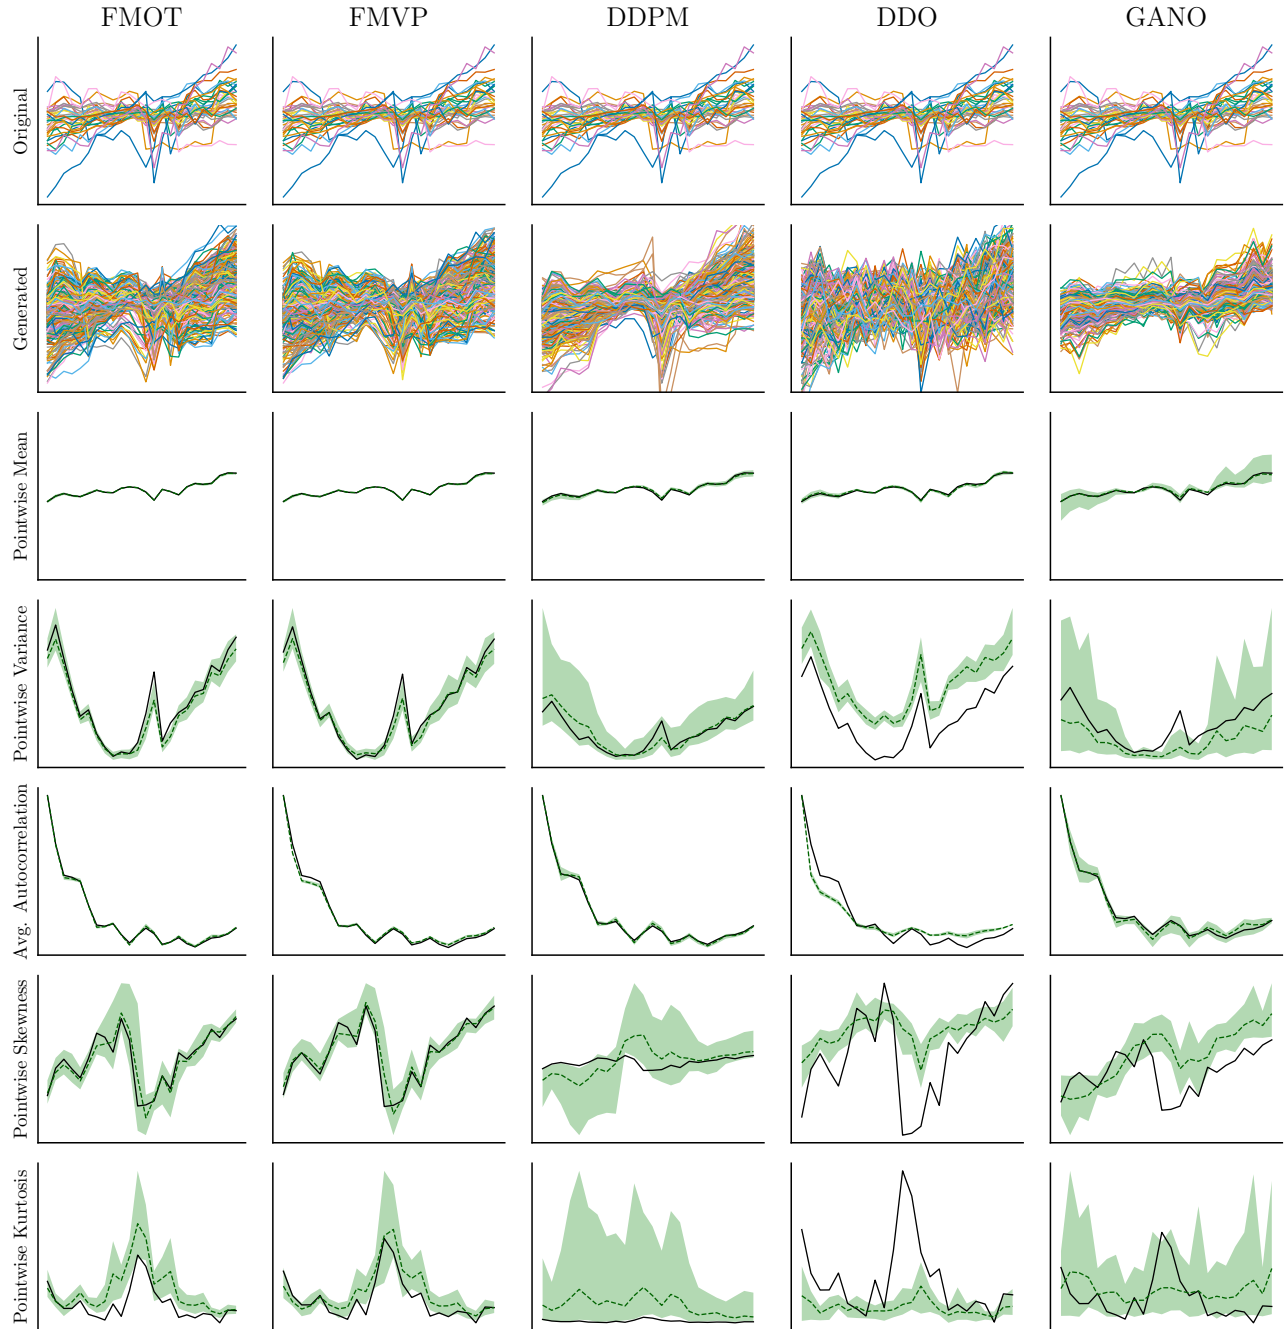 FMOT FMVP DDPM DDO GANO
Original
Generated
Pointwise Mean
Pointwise Variance
Avg. Autocorrelation
Pointwise Skewness
Pointwise Kurtosis